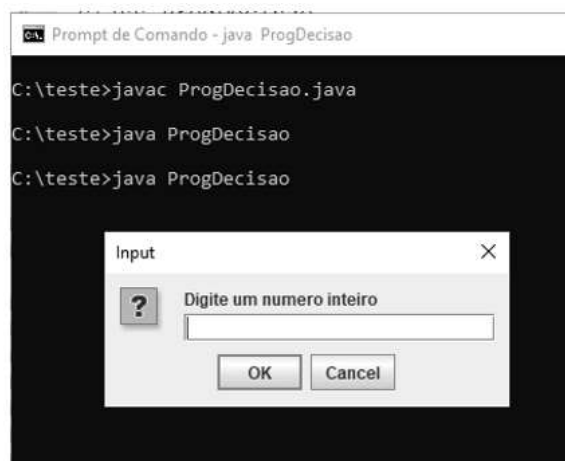 Prompt de Comando - java ProgDecisao
C:\teste>javac ProgDecisao.java
C:\teste>java ProgDecisao
C:\teste>java ProgDecisao
Input
?
Digite um numero inteiro
OK Cancel